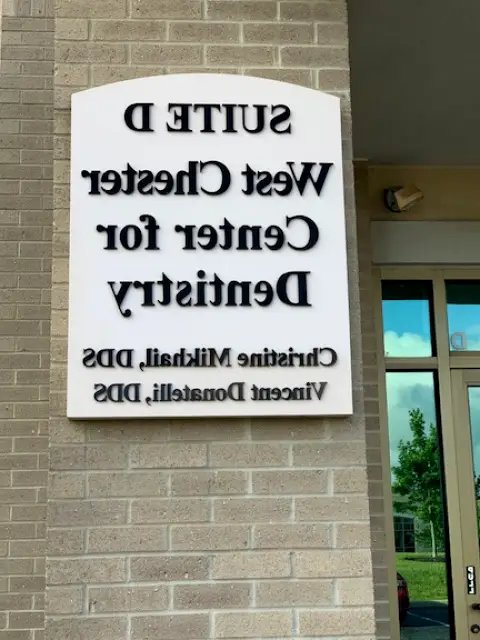 SUITE D
West Chester
Center for
Dentistry
Christine Mikhail, DDS
Vincent Donatelli, DDS
D